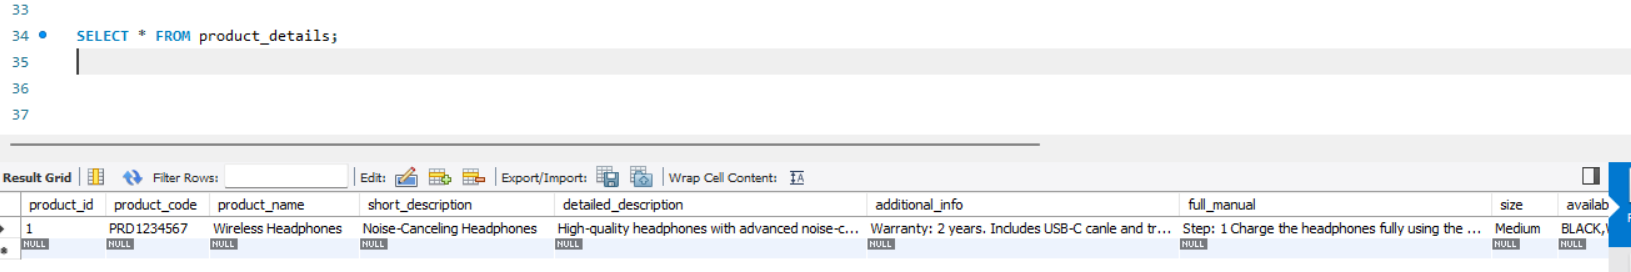 33
34 SELECT * FROM product_details;
35
36
37
Result Grid Filter Rows: Edit: Export/Import: Wrap Cell Content: IA
product_id product_code product_name short_description detailed_description additional_info full_manual size availab
1 PRD1234567 Wireless Headphones Noise-Canceling Headphones High-quality headphones with advanced noise-c... Warranty: 2 years. Includes USB-C canle and tr... Step: 1 Charge the headphones fully using the ... Medium BLACK,
NULL NULL NULL NULL NULL NULL NULL NULL NULL